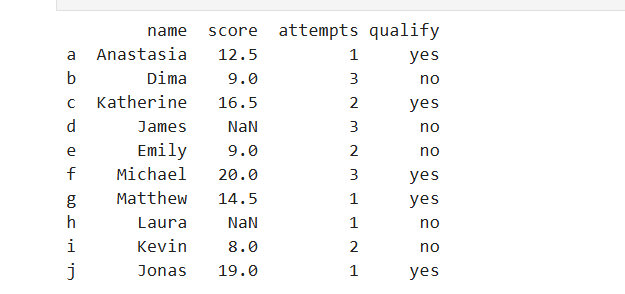 name score attempts qualify
a Anastasia 12.5 1 yes
b Dima 9.0 3 no
c Katherine 16.5 2 yes
d James NaN 3 no
e Emily 9.0 2 no
f Michael 20.0 3 yes
g Matthew 14.5 1 yes
h Laura NaN 1 no
i Kevin 8.0 2 no
j Jonas 19.0 1 yes